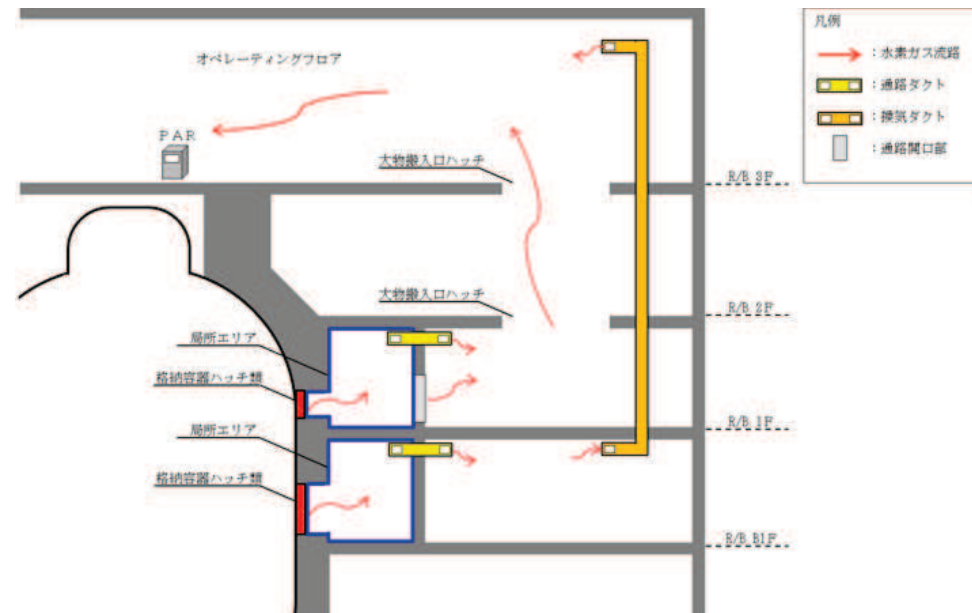 オペレーティングフロア
PAR
大物搬入口ハッチ
R/B 3F
大物搬入口ハッチ
R/B 2F
局所エリア
格納容器ハッチ類
局所エリア
R/B 1F
格納容器ハッチ類
R/B B1F
凡例
：水素ガス流路
：通路ダクト
：換気ダクト
：通路開口部